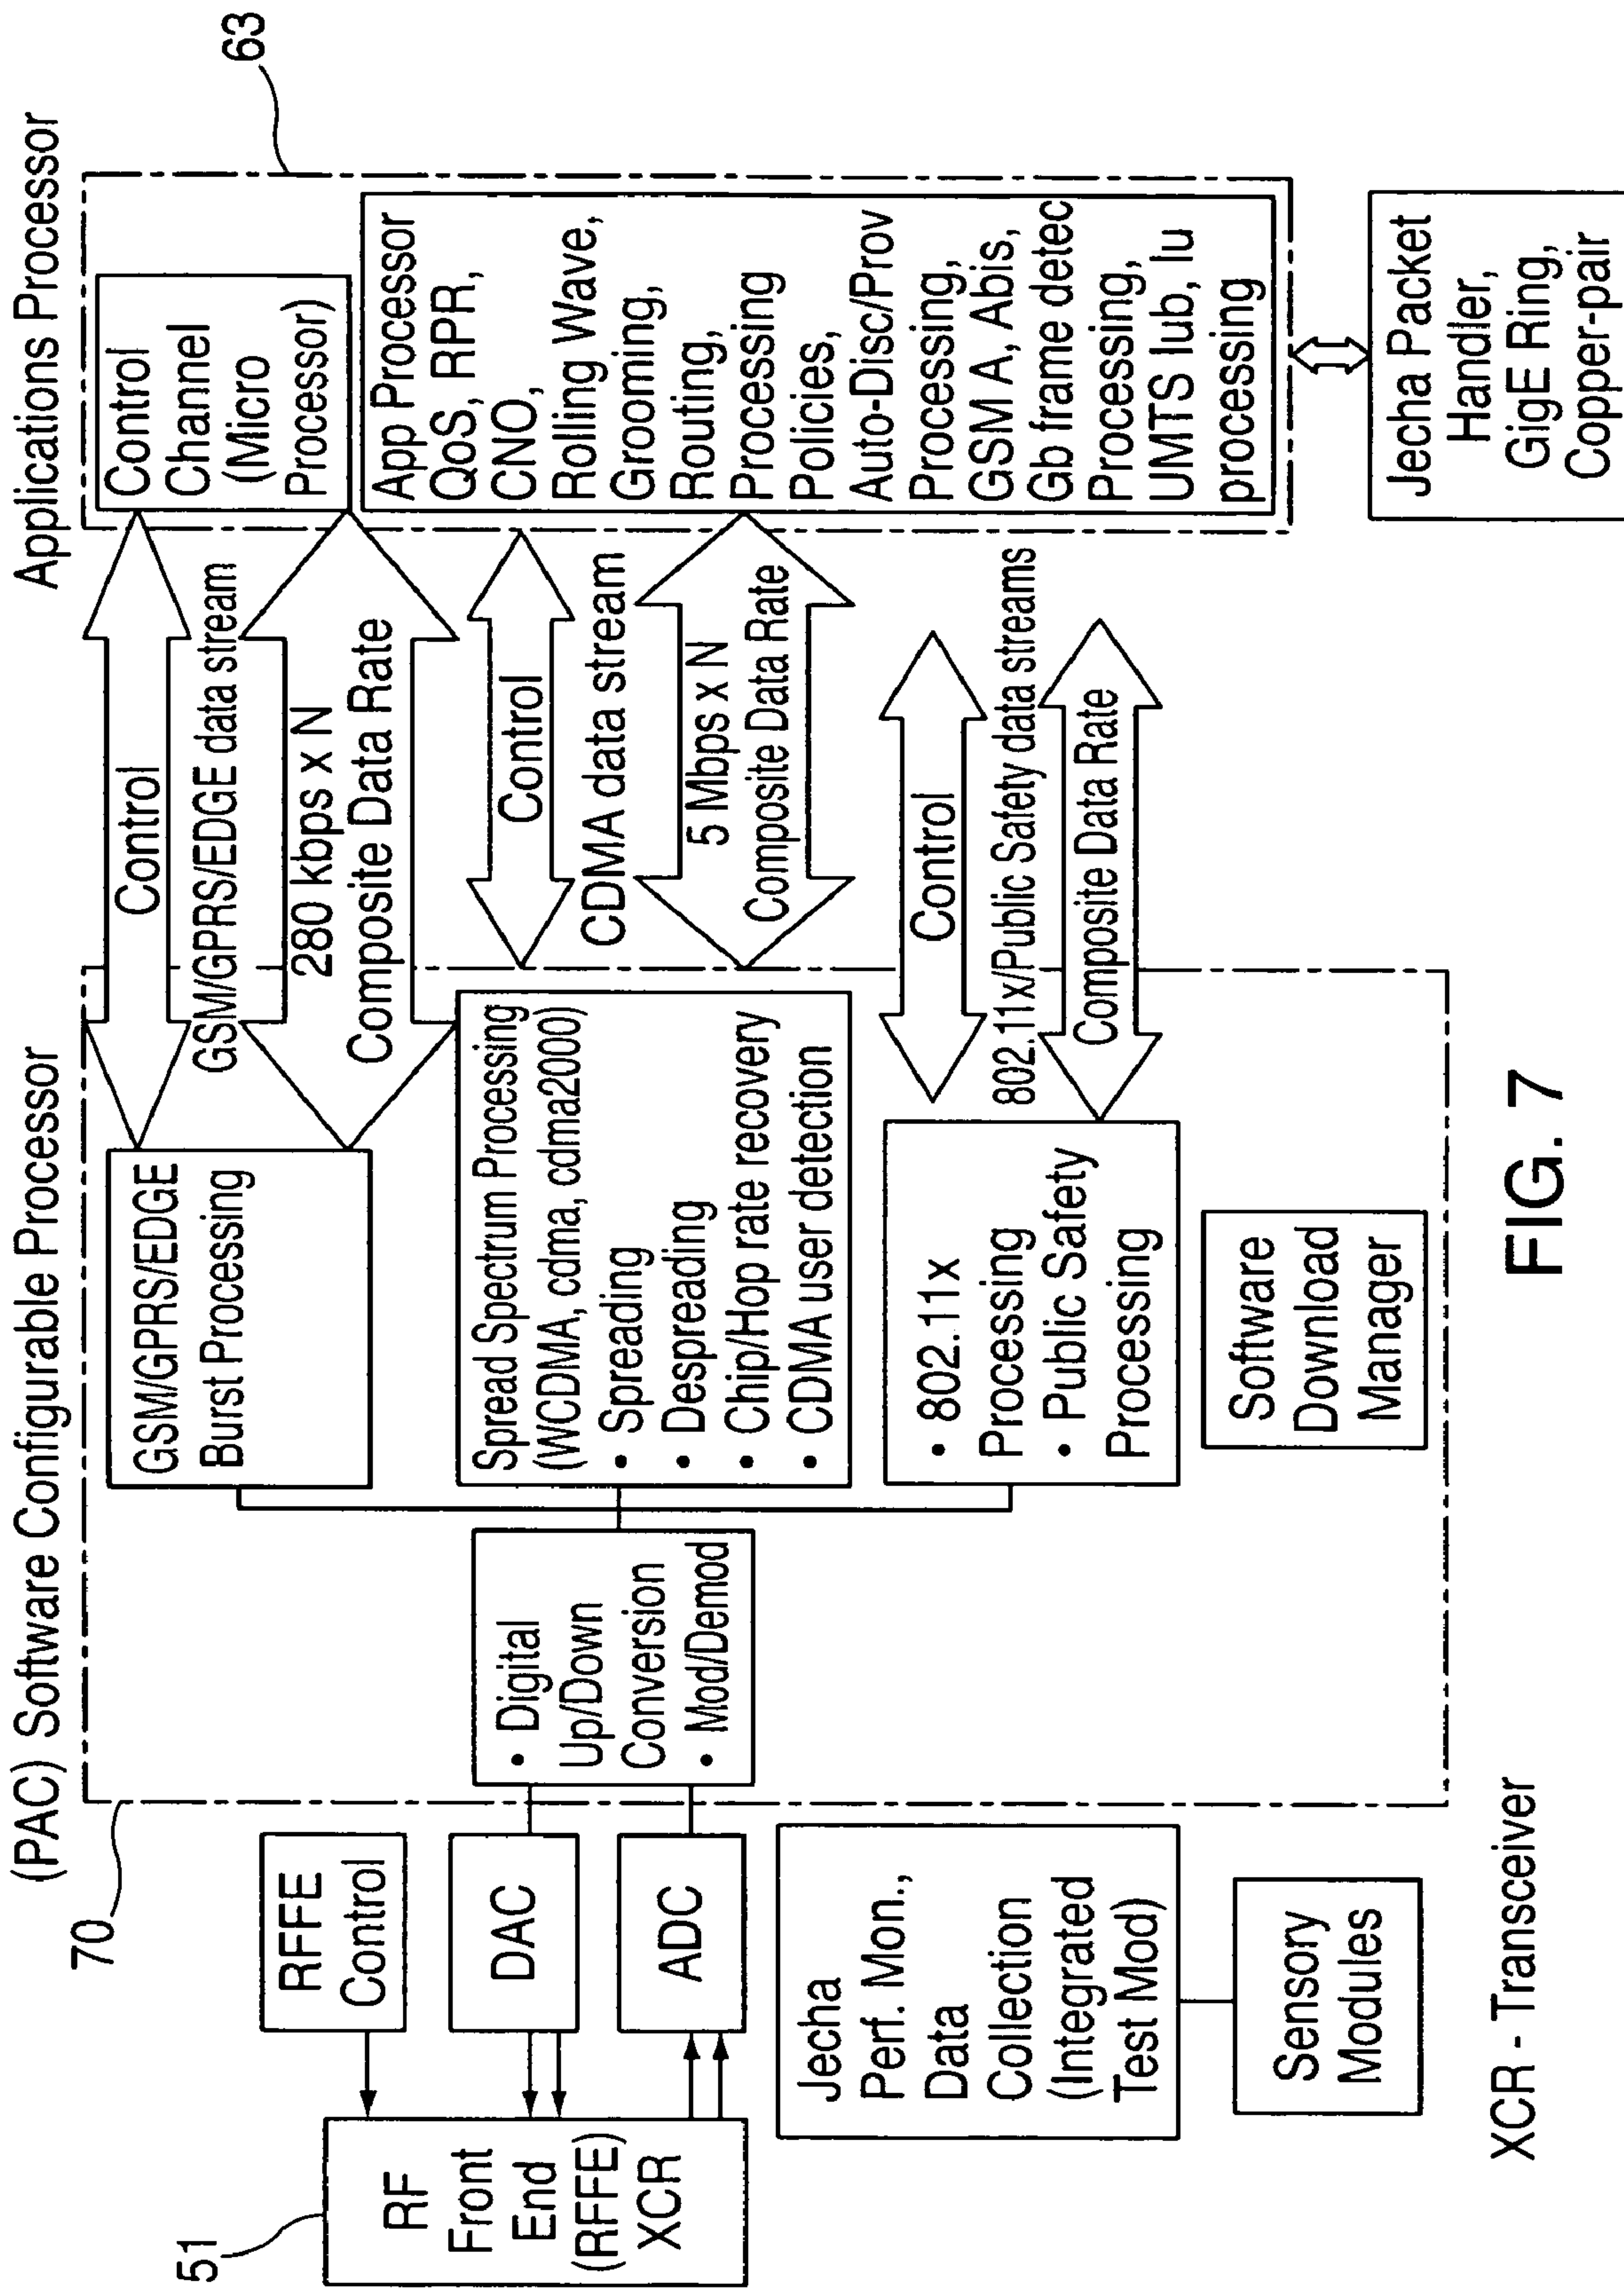 (PAC) Software Configurable Processor
Applications Processor
70
63
51
RF
Front
End
(RFFE)
XCR
RFFE
Control
DAC
ADC
Jecha
Perf. Mon.,
Data
Collection
(Integrated
Test Mod)
Sensory
Modules
• Digital
Up/Down
Conversion
• Mod/Demod
GSM/GPRS/EDGE
Burst Processing
Spread Spectrum Processing
(WCDMA, cdma, cdma2000)
• Spreading
• Despreading
• Chip/Hop rate recovery
• CDMA user detection
• 802.11x
Processing
• Public Safety
Processing
Software
Download
Manager
Control
GSM/GPRS/EDGE data stream
280 kbps x N
Composite Data Rate
Control
CDMA data stream
5 Mbps x N
Composite Data Rate
Control
802.11x/Public Safety data streams
Composite Data Rate
Control
Channel
(Micro
Processor)
App Processor
QoS, RPR,
CNO,
Rolling Wave,
Grooming,
Routing,
Processing
Policies,
Auto-Disc/Prov
Processing,
GSM A, Abis,
Gb frame detec
Processing,
UMTS Iub, Iu
processing
Jecha Packet
Handler,
GigE Ring,
Copper-pair
XCR - Transceiver
FIG. 7